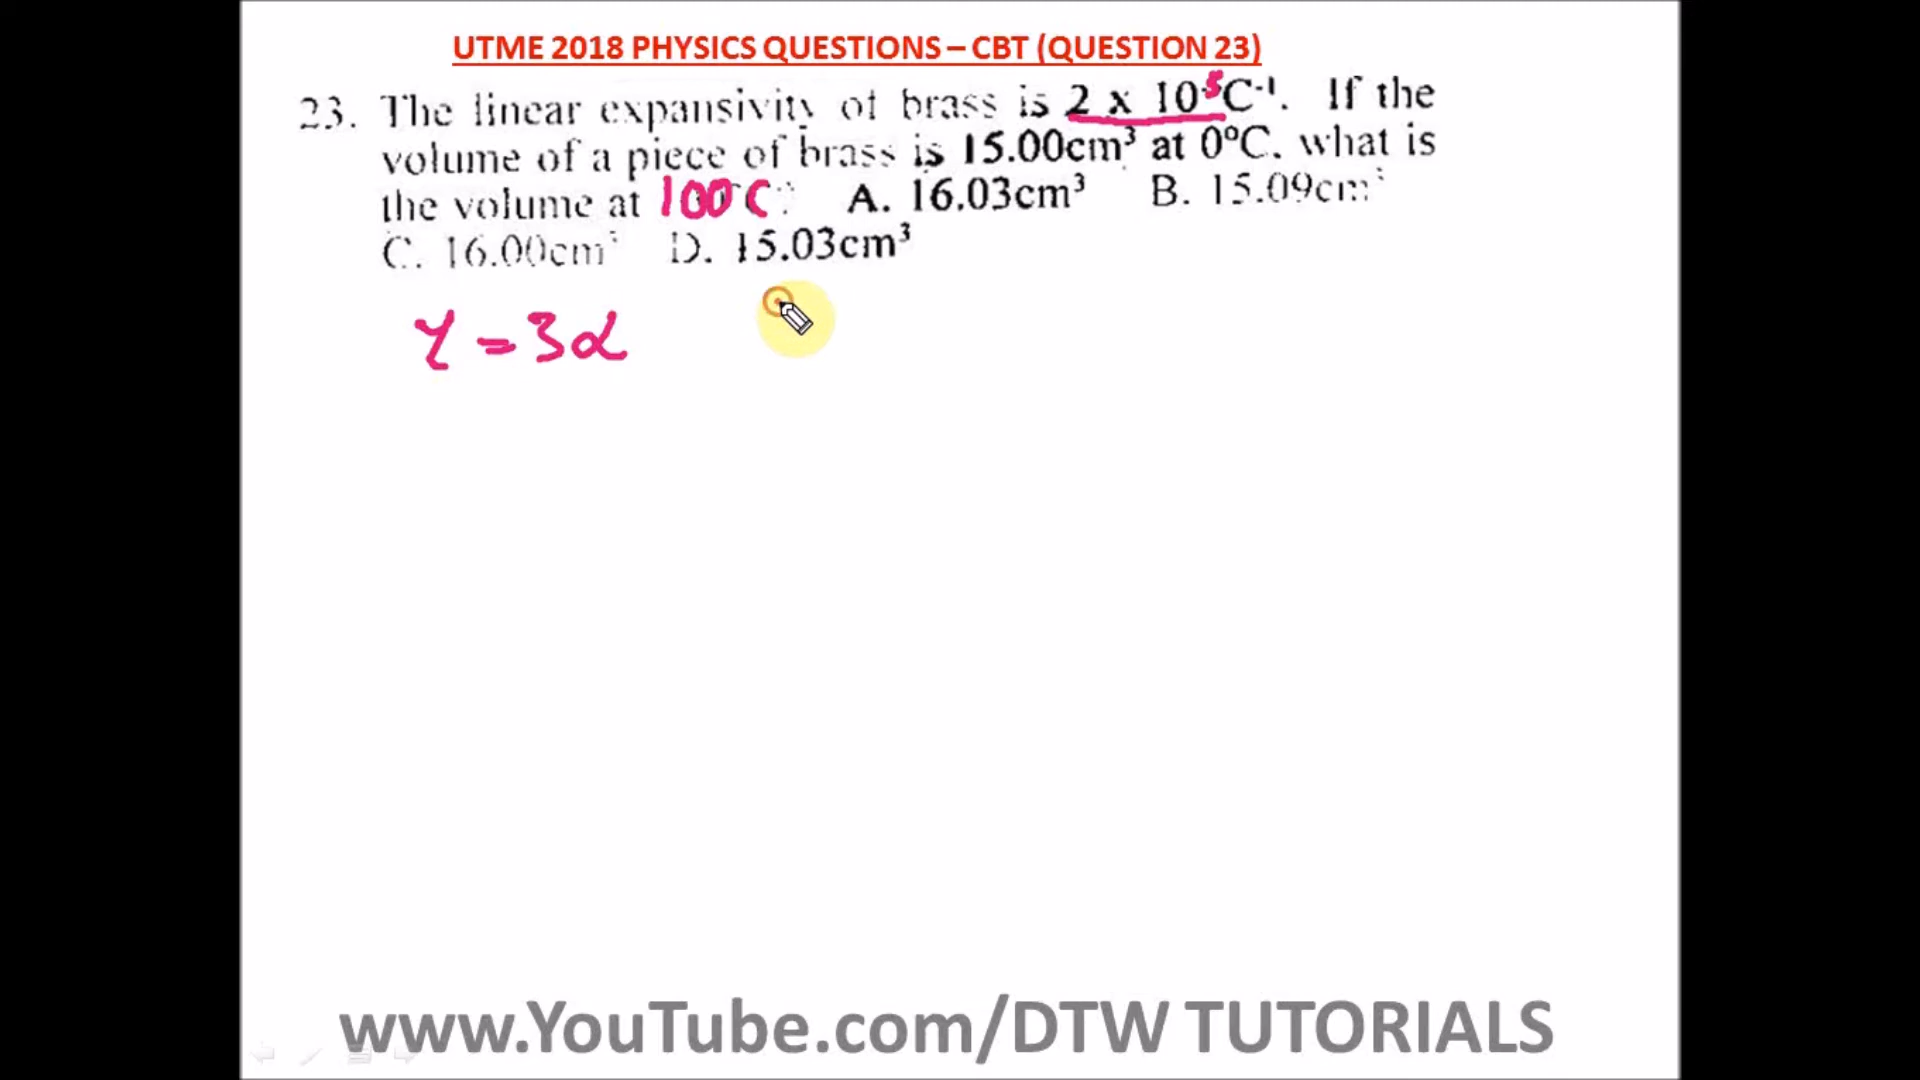 UTME 2018 PHYSICS QUESTIONS – CBT (QUESTION 23)
23. The linear expansivity of brass is 2 x 10⁻⁵C⁻¹. If the
volume of a piece of brass is 15.00cm³ at 0°C. what is
the volume at 100°C A. 16.03cm³ B. 15.09cm³
C. 16.00cm³ D. 15.03cm³
γ = 3α
www.YouTube.com/DTW TUTORIALS